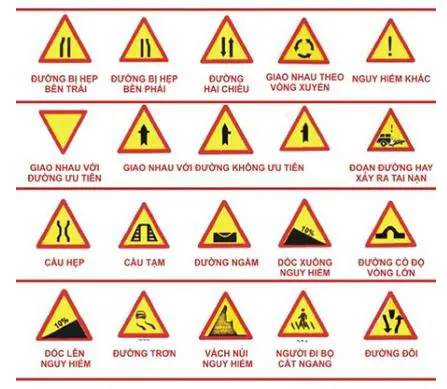 ĐƯỜNG BỊ HẸP
BÊN TRÁI
ĐƯỜNG BỊ HẸP
BÊN PHẢI
ĐƯỜNG
HAI CHIỀU
GIAO NHAU THEO
VÒNG XUYẾN
NGUY HIỂM KHÁC
GIAO NHAU VỚI
ĐƯỜNG ƯU TIÊN
GIAO NHAU VỚI ĐƯỜNG KHÔNG ƯU TIÊN
ĐOẠN ĐƯỜNG HAY
XẢY RA TAI NẠN
CẦU HẸP
CẦU TẠM
ĐƯỜNG NGẦM
10%
DỐC XUỐNG
NGUY HIỂM
ĐƯỜNG CÓ ĐỘ
VÒNG LỚN
10%
DỐC LÊN
NGUY HIỂM
ĐƯỜNG TRƠN
VÁCH NÚI
NGUY HIỂM
NGƯỜI ĐI BỘ
CẮT NGANG
ĐƯỜNG ĐÔI